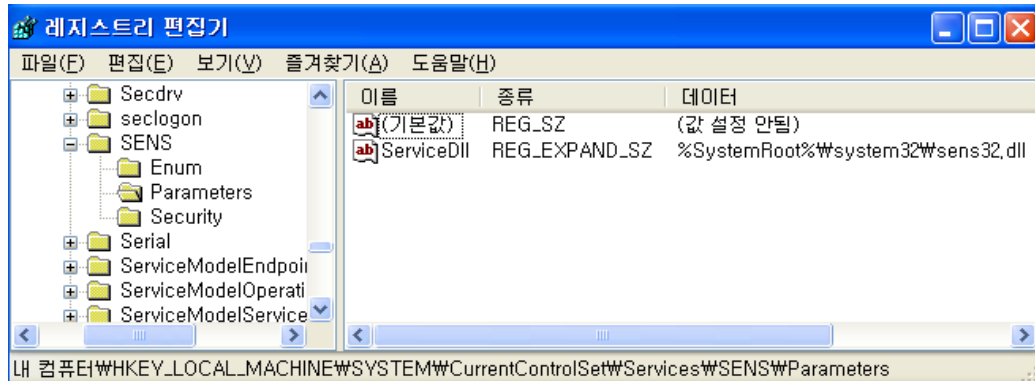 레지스트리 편집기
파일(F) 편집(E) 보기(V) 즐겨찾기(A) 도움말(H)
Secdrv
seclogon
SENS
Enum
Parameters
Security
Serial
ServiceModelEndpoi
ServiceModelOperati
ServiceModelService
이름 종류 데이터
(기본값) REG_SZ (값 설정 안됨)
ServiceDll REG_EXPAND_SZ %SystemRoot%₩system32₩sens32.dll
내 컴퓨터₩HKEY_LOCAL_MACHINE₩SYSTEM₩CurrentControlSet₩Services₩SENS₩Parameters